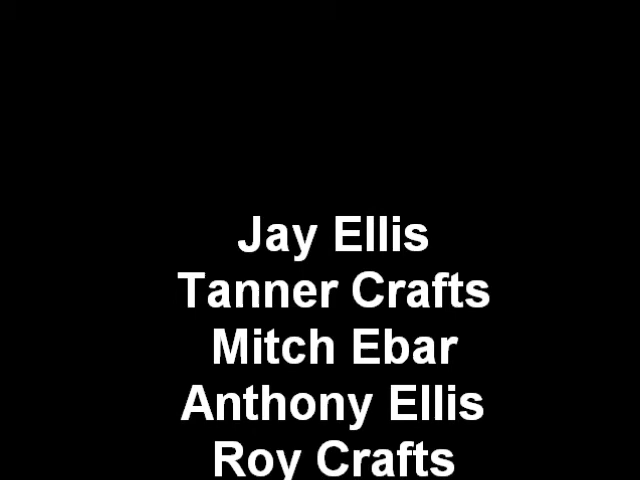 Jay Ellis
Tanner Crafts
Mitch Ebar
Anthony Ellis
Roy Crafts